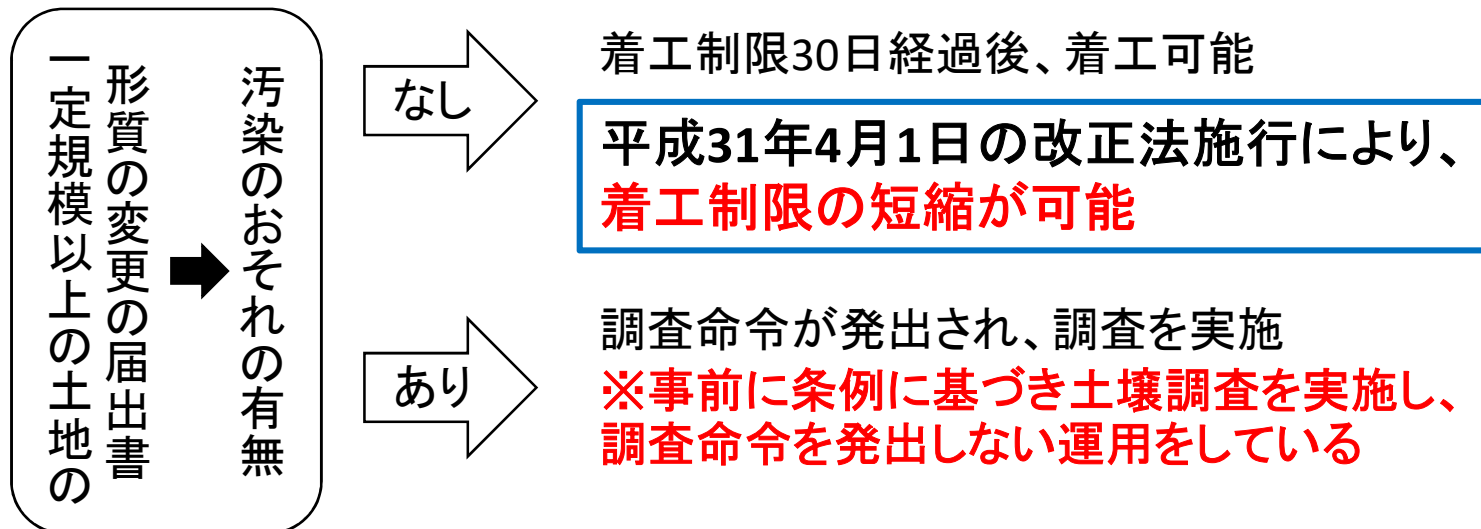 一定規模以上の土地の
形質の変更の届出書
汚染のおそれの有無
なし
着工制限30日経過後、着工可能
平成31年4月1日の改正法施行により、
着工制限の短縮が可能
あり
調査命令が発出され、調査を実施
※事前に条例に基づき土壌調査を実施し、
調査命令を発出しない運用をしている